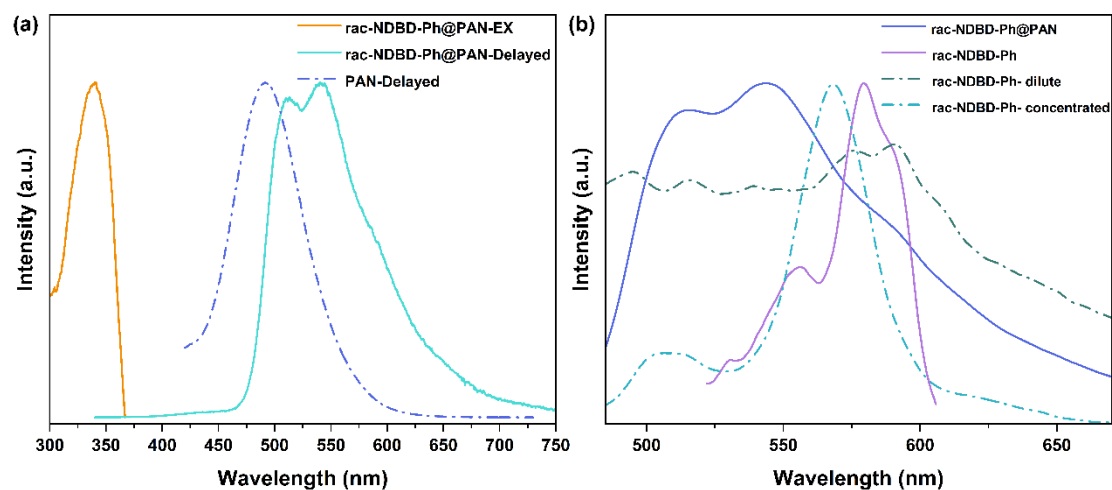 (a)
rac-NDBD-Ph@PAN-EX
rac-NDBD-Ph@PAN-Delayed
PAN-Delayed
Intensity (a.u.)
300 350 400 450 500 550 600 650 700 750
Wavelength (nm)
(b)
rac-NDBD-Ph@PAN
rac-NDBD-Ph
rac-NDBD-Ph- dilute
rac-NDBD-Ph- concentrated
Intensity (a.u.)
500 550 600 650
Wavelength (nm)